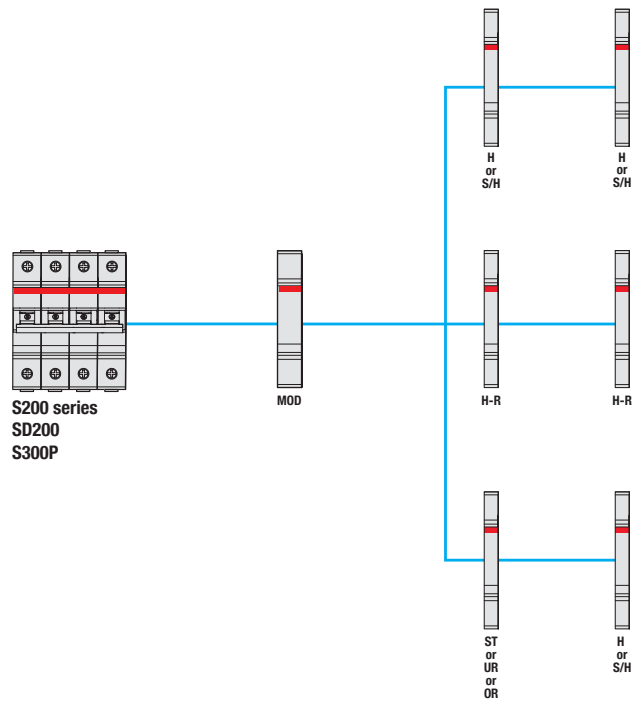 H
or
S/H
H
or
S/H
S200 series
SD200
S300P
MOD
H-R
H-R
ST
or
UR
or
OR
H
or
S/H